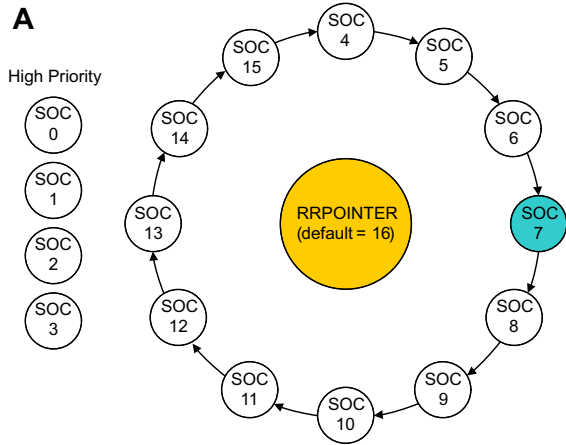 A
High Priority
SOC
0
SOC
1
SOC
2
SOC
3
SOC
4
SOC
5
SOC
6
SOC
7
SOC
8
SOC
9
SOC
10
SOC
11
SOC
12
SOC
13
SOC
14
SOC
15
RRPOINTER
(default = 16)